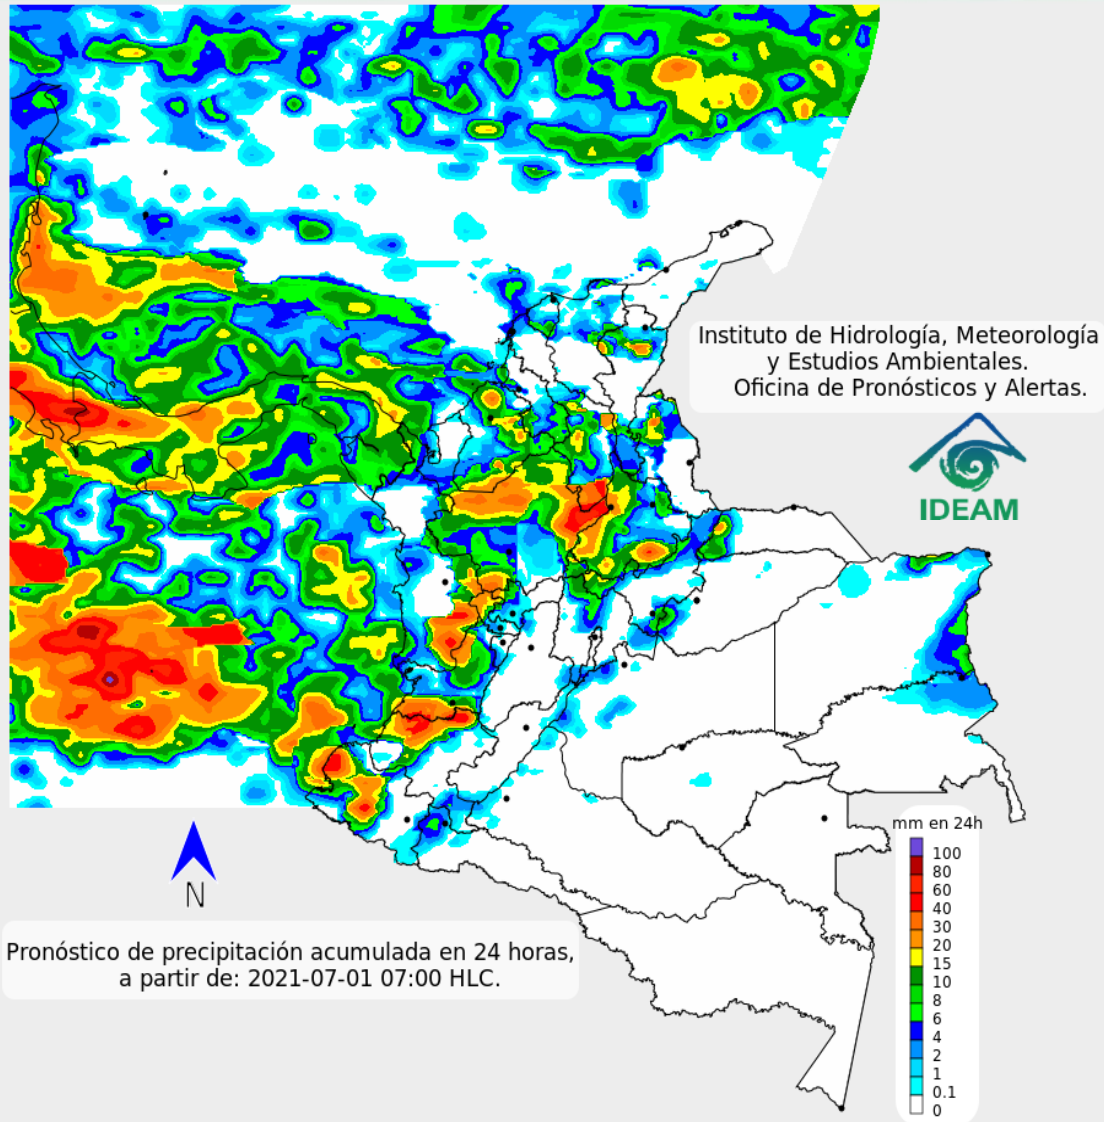 Instituto de Hidrología, Meteorología
y Estudios Ambientales.
Oficina de Pronósticos y Alertas.
IDEAM
mm en 24h
100
80
60
40
30
20
15
10
8
6
4
2
1
0.1
0
N
Pronóstico de precipitación acumulada en 24 horas,
a partir de: 2021-07-01 07:00 HLC.